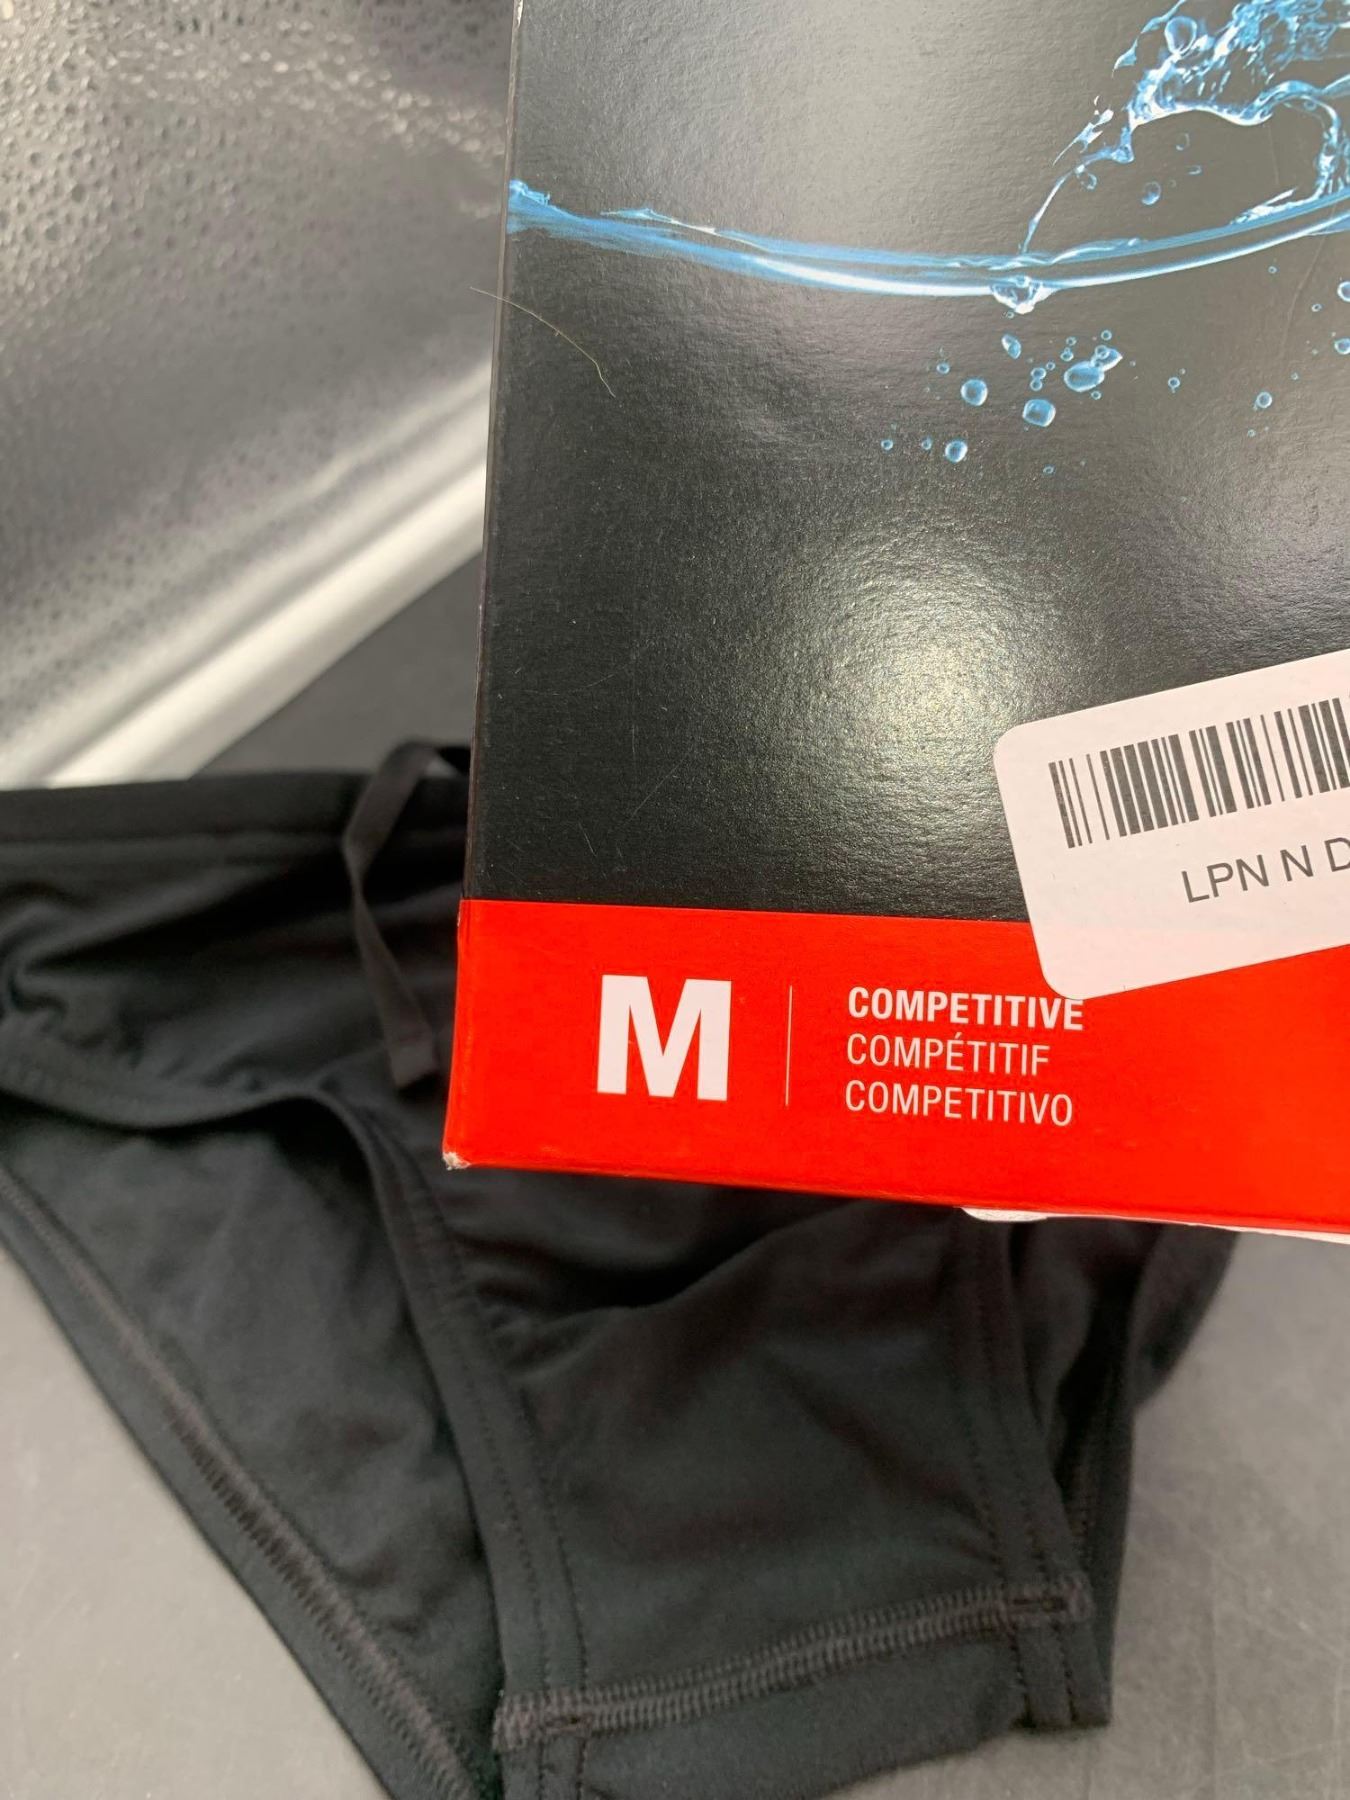 LPN N D
M
COMPETITIVE
COMPÉTITIF
COMPETITIVO